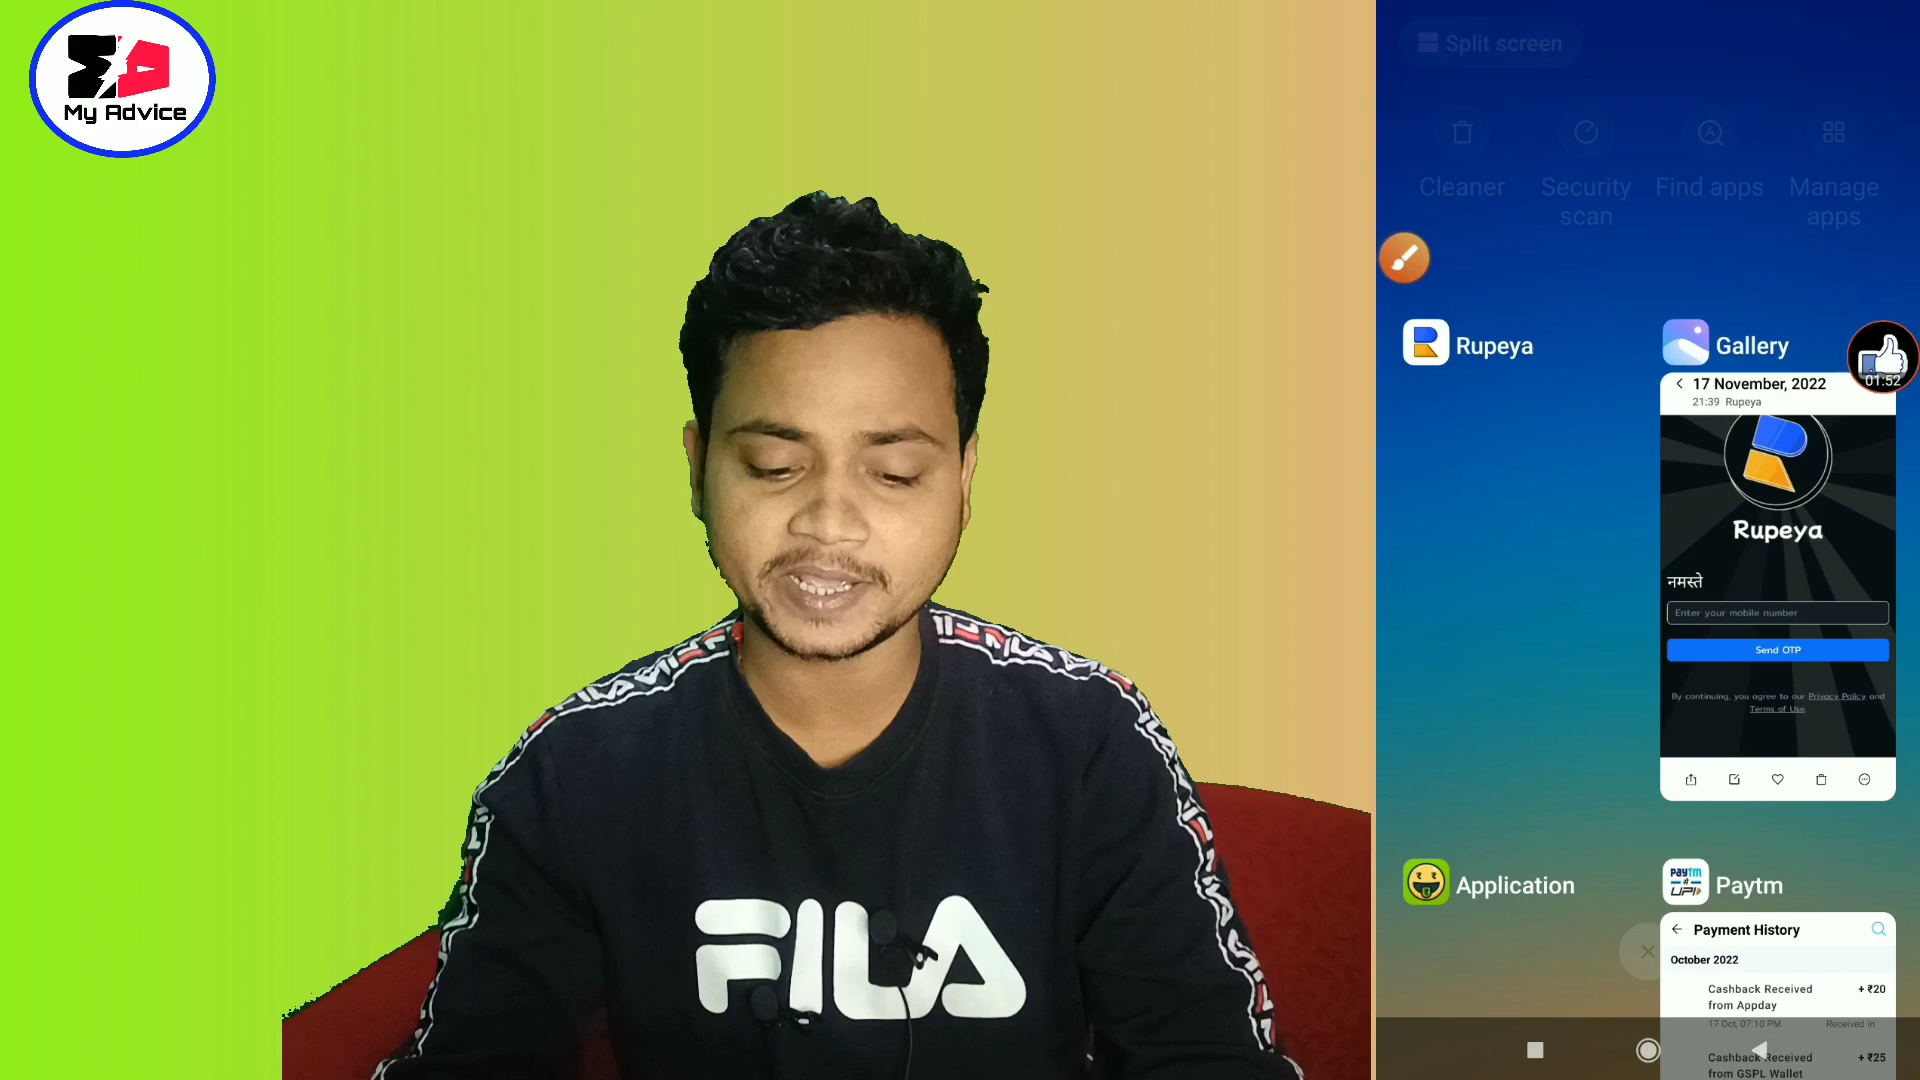 My Advice
FILA
Split screen
Cleaner
Security scan
Find apps
Manage apps
Rupeya
Gallery
01:52
17 November, 2022
21:39 Rupeya
Rupeya
नमस्ते
Enter your mobile number
Send OTP
By continuing, you agree to our Privacy Policy and
Terms of Use.
Application
Paytm
UPI
Paytm
Payment History
October 2022
Cashback Received
from Appday
+ ₹20
17 Oct, 07:10 PM
Received in
Cashback Received
from GSPL Wallet
+ ₹25